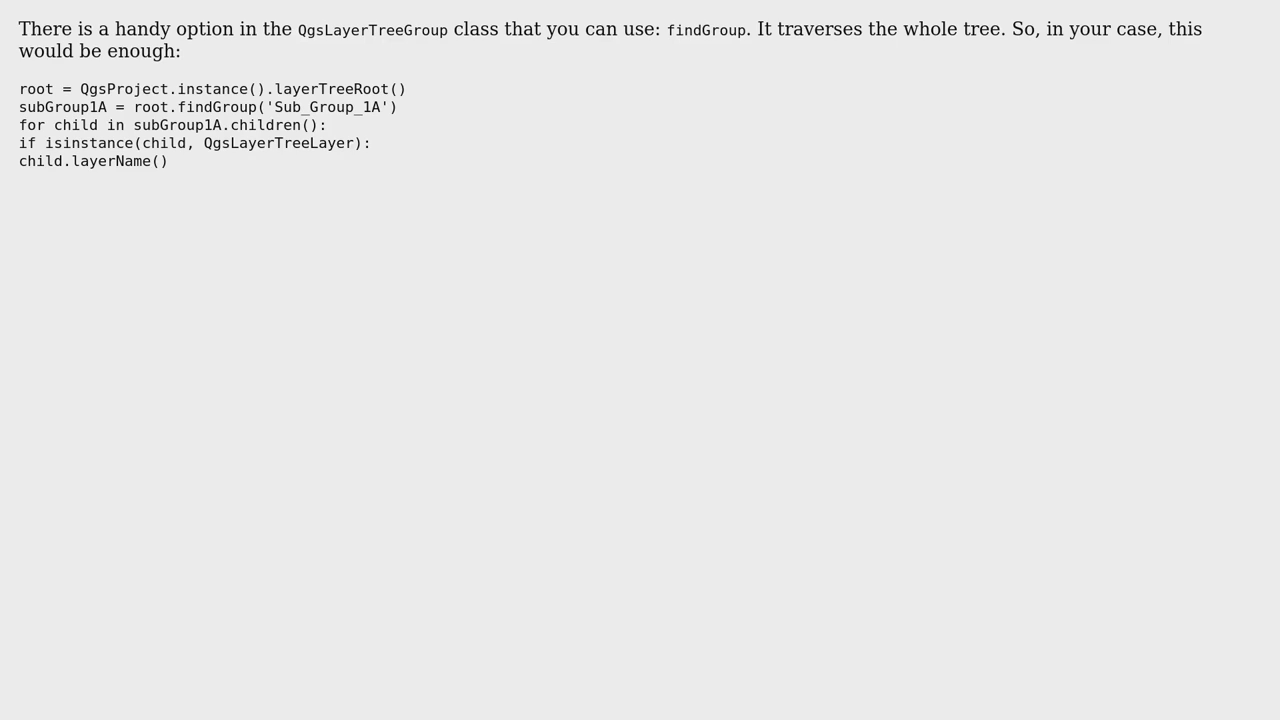 There is a handy option in the QgsLayerTreeGroup class that you can use: findGroup. It traverses the whole tree. So, in your case, this
would be enough:
root = QgsProject.instance().layerTreeRoot()
subGroup1A = root.findGroup('Sub_Group_1A')
for child in subGroup1A.children():
if isinstance(child, QgsLayerTreeLayer):
child.layerName()